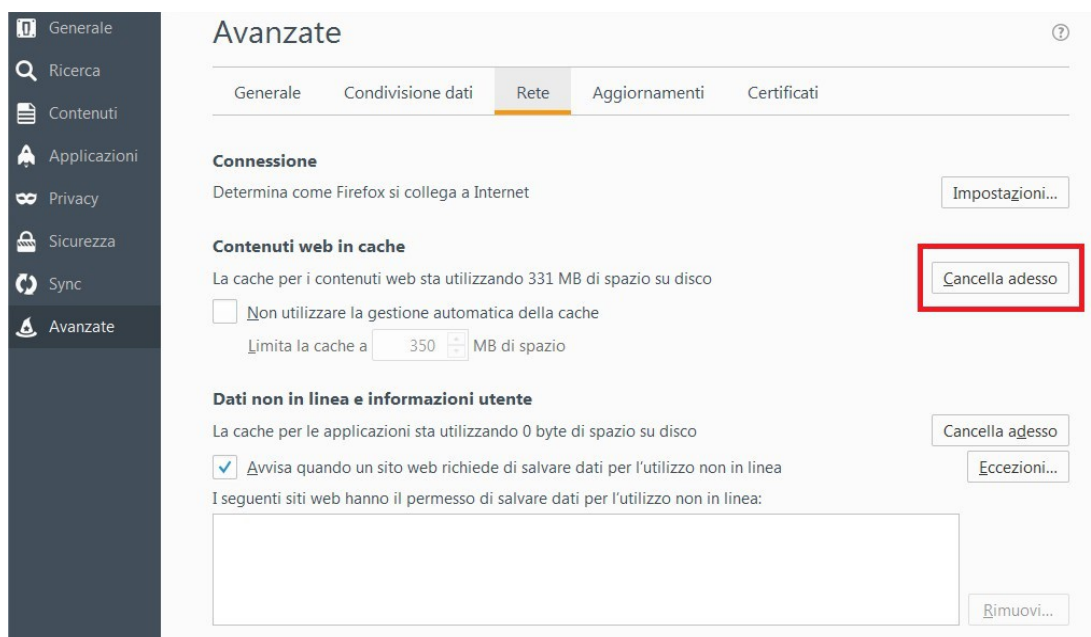 Generale
Ricerca
Contenuti
Applicazioni
Privacy
Sicurezza
Sync
Avanzate
Avanzate
?
Generale Condivisione dati Rete Aggiornamenti Certificati
Connessione
Determina come Firefox si collega a Internet Impostazioni...
Contenuti web in cache
La cache per i contenuti web sta utilizzando 331 MB di spazio su disco Cancella adesso
Non utilizzare la gestione automatica della cache
Limita la cache a 350 MB di spazio
Dati non in linea e informazioni utente
La cache per le applicazioni sta utilizzando 0 byte di spazio su disco Cancella adesso
Avvisa quando un sito web richiede di salvare dati per l'utilizzo non in linea Eccezioni...
I seguenti siti web hanno il permesso di salvare dati per l'utilizzo non in linea:
Rimuovi...